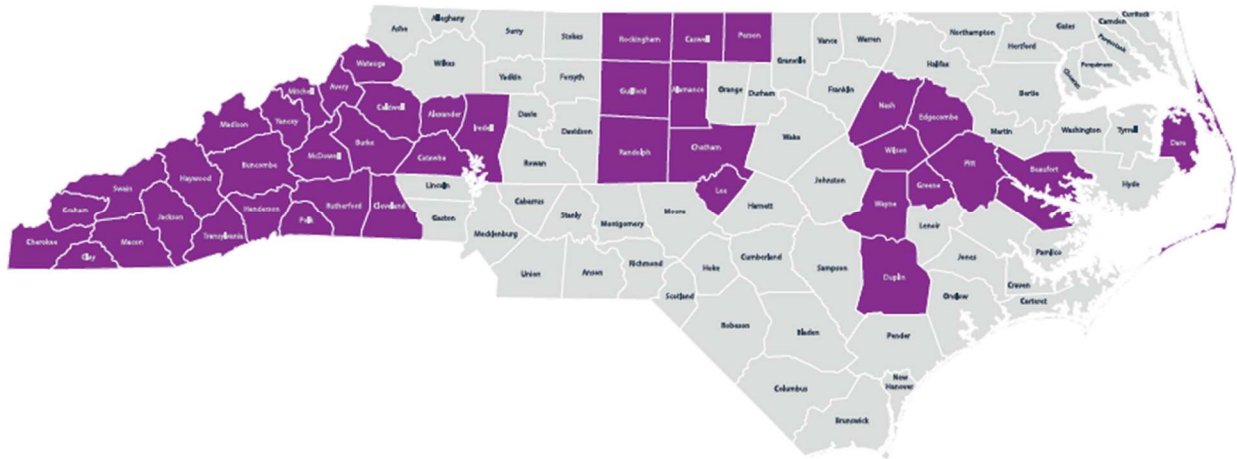 Ashe
Alleghany
Surry
Stokes
Rockingham
Caswell
Person
Granville
Vance
Warren
Northampton
Hertford
Gates
Camden
Currituck
Pasquotank
Perquimans
Chowan
Halifax
Bertie
Watauga
Wilkes
Yadkin
Forsyth
Guilford
Alamance
Orange
Durham
Franklin
Nash
Edgecombe
Martin
Washington
Tyrrell
Dare
Mitchell
Avery
Caldwell
Alexander
Iredell
Davie
Davidson
Randolph
Chatham
Wake
Wilson
Pitt
Beaufort
Hyde
Madison
Yancey
Burke
McDowell
Catawba
Rowan
Buncombe
Haywood
Swain
Graham
Jackson
Henderson
Polk
Rutherford
Cleveland
Lincoln
Gaston
Cabarrus
Stanly
Montgomery
Moore
Lee
Harnett
Johnston
Wayne
Greene
Lenoir
Cherokee
Clay
Macon
Transylvania
Mecklenburg
Union
Anson
Richmond
Hoke
Cumberland
Sampson
Duplin
Jones
Pamlico
Craven
Carteret
Onslow
Scotland
Robeson
Bladen
Pender
Columbus
New
Hanover
Brunswick